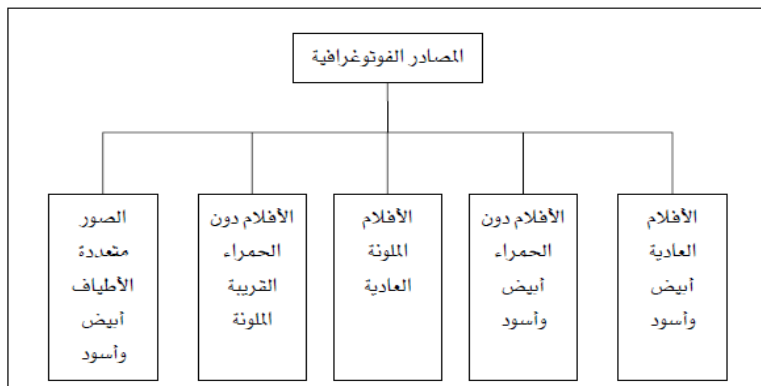 المصادر الفوتوغرافية
الأفلام
العادية
أبيض
وأسود
الأفلام دون
الحمراء
أبيض
وأسود
الأفلام
الملونة
العادية
الأفلام دون
الحمراء
القريبة
الملونة
الصور
متعددة
الأطياف
أبيض
وأسود